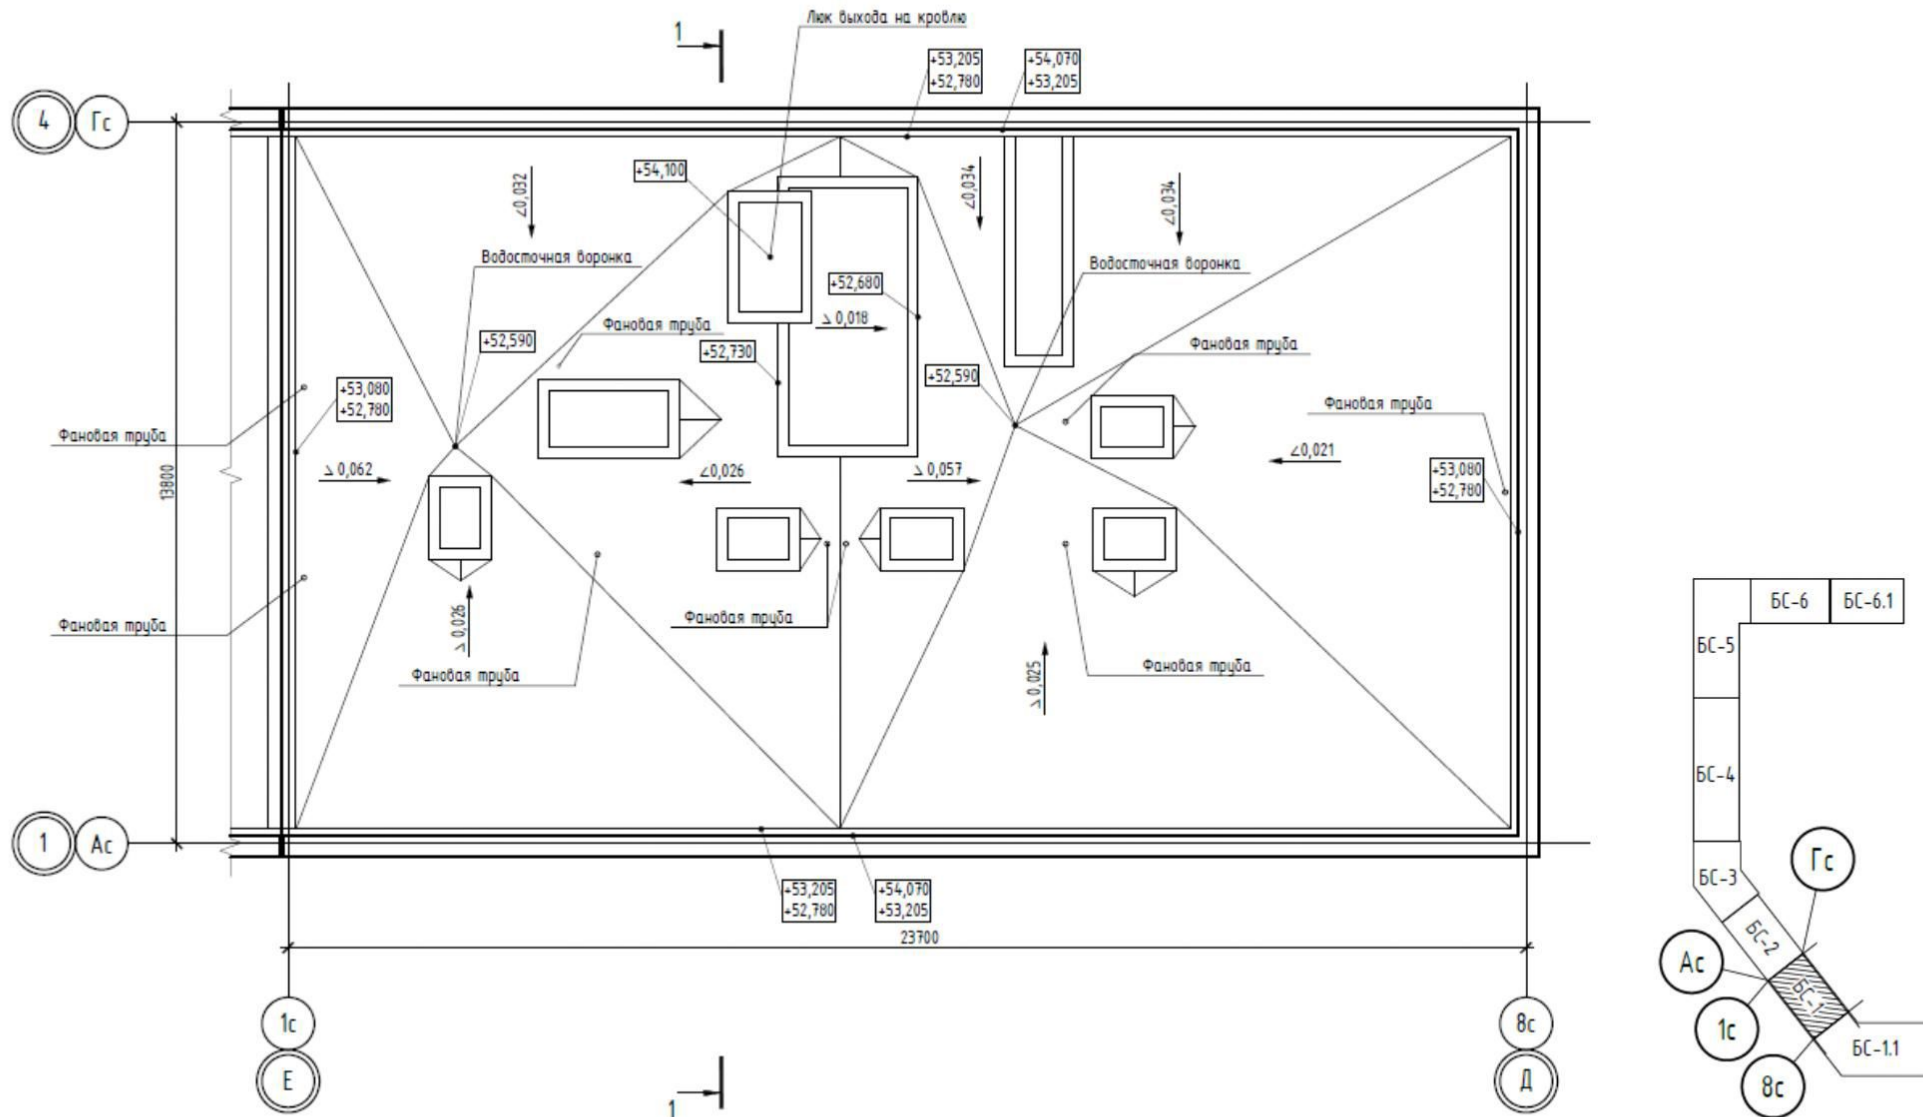 Люк выхода на кровлю
1
+53,205
+52,780
+54,070
+53,205
4
Гс
+54,100
∠0,032
∠0,034
∠0,034
Водосточная воронка
Водосточная воронка
+52,680
⦣ 0,018
Фановая труба
+52,590
+52,730
Фановая труба
+52,590
+53,080
+52,780
Фановая труба
Фановая труба
⦣ 0,062
∠0,026
⦣ 0,057
∠0,021
+53,080
+52,780
13800
Фановая труба
⦣ 0,026
Фановая труба
Фановая труба
⦣ 0,025
Фановая труба
1
Ас
+53,205
+52,780
+54,070
+53,205
23700
1с
Е
8с
Д
1
БС-6
БС-6.1
БС-5
БС-4
БС-3
БС-2
БС-1
БС-1.1
Гс
Ас
1с
8с